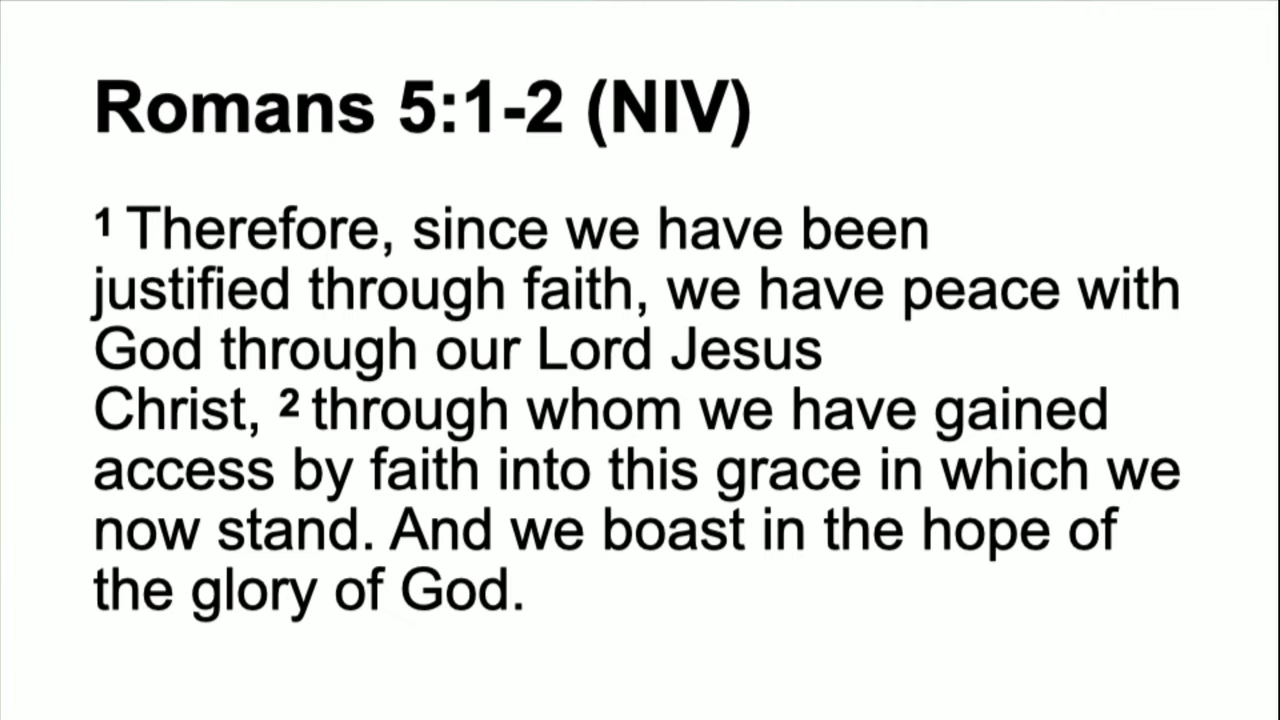 Romans 5:1-2 (NIV)
1 Therefore, since we have been
justified through faith, we have peace with
God through our Lord Jesus
Christ, 2 through whom we have gained
access by faith into this grace in which we
now stand. And we boast in the hope of
the glory of God.